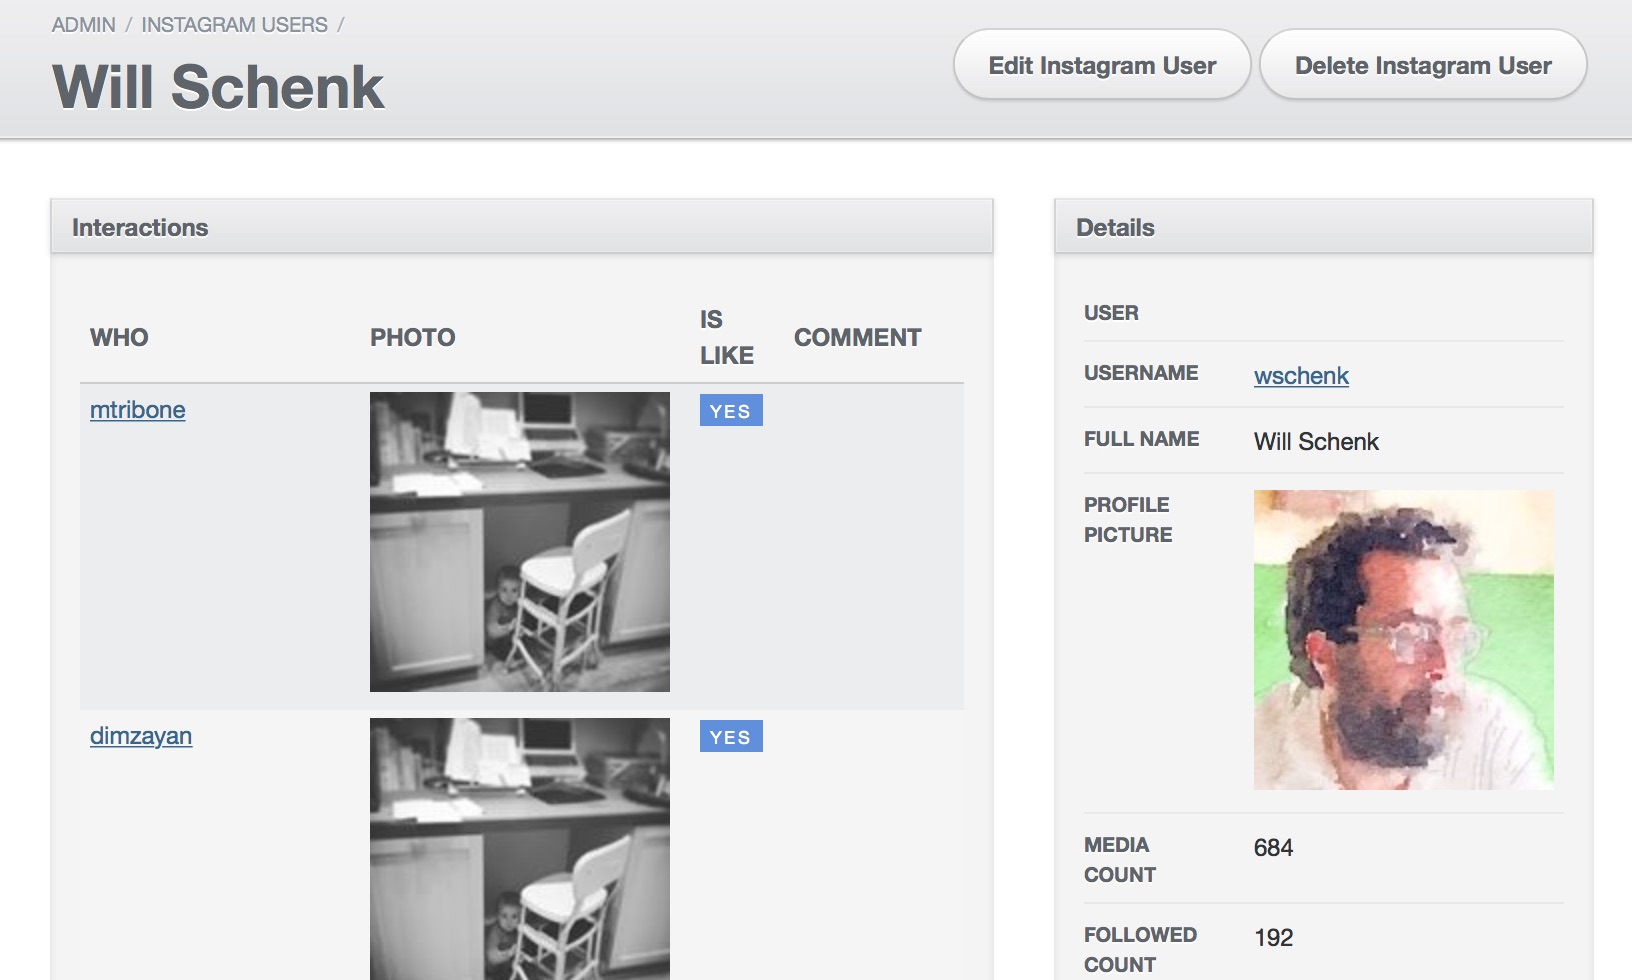 ADMIN / INSTAGRAM USERS /
Will Schenk
Edit Instagram User
Delete Instagram User
Interactions
WHO
PHOTO
IS
LIKE
COMMENT
mtribone
YES
dimzayan
YES
Details
USER
USERNAME wschenk
FULL NAME Will Schenk
PROFILE
PICTURE
MEDIA
COUNT
684
FOLLOWED
COUNT
192